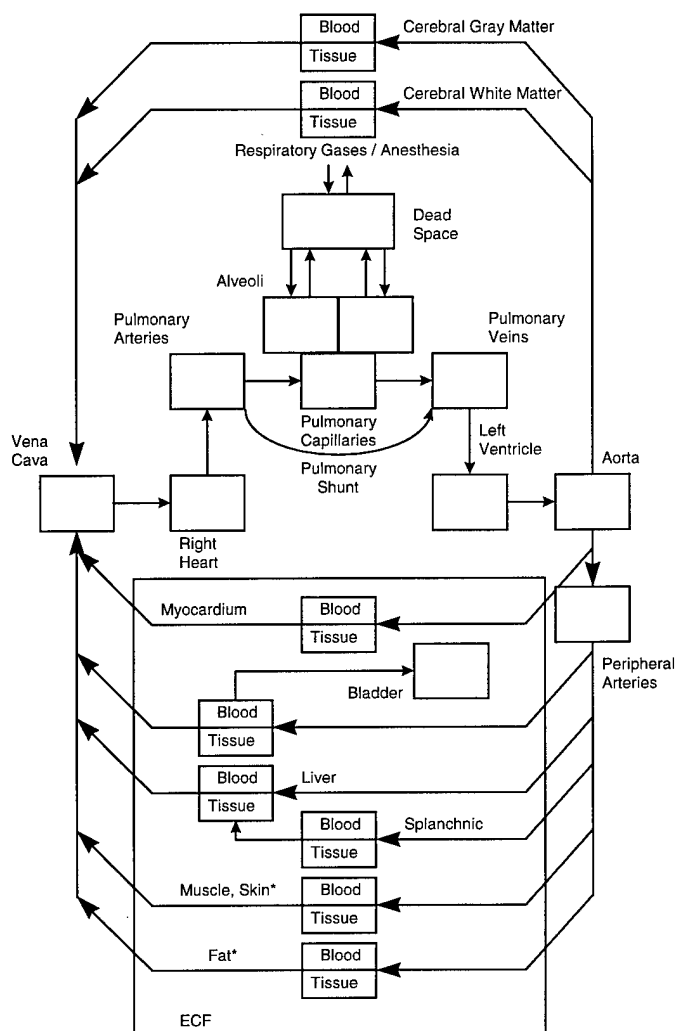 Blood
Tissue
Cerebral Gray Matter
Blood
Tissue
Cerebral White Matter
Respiratory Gases / Anesthesia
Dead
Space
Alveoli
Pulmonary
Arteries
Pulmonary
Veins
Pulmonary
Capillaries
Pulmonary
Shunt
Left
Ventricle
Vena
Cava
Aorta
Right
Heart
Myocardium
Blood
Tissue
Peripheral
Arteries
Bladder
Blood
Tissue
Blood
Tissue
Liver
Blood
Tissue
Splanchnic
Muscle, Skin*
Blood
Tissue
Fat*
Blood
Tissue
ECF